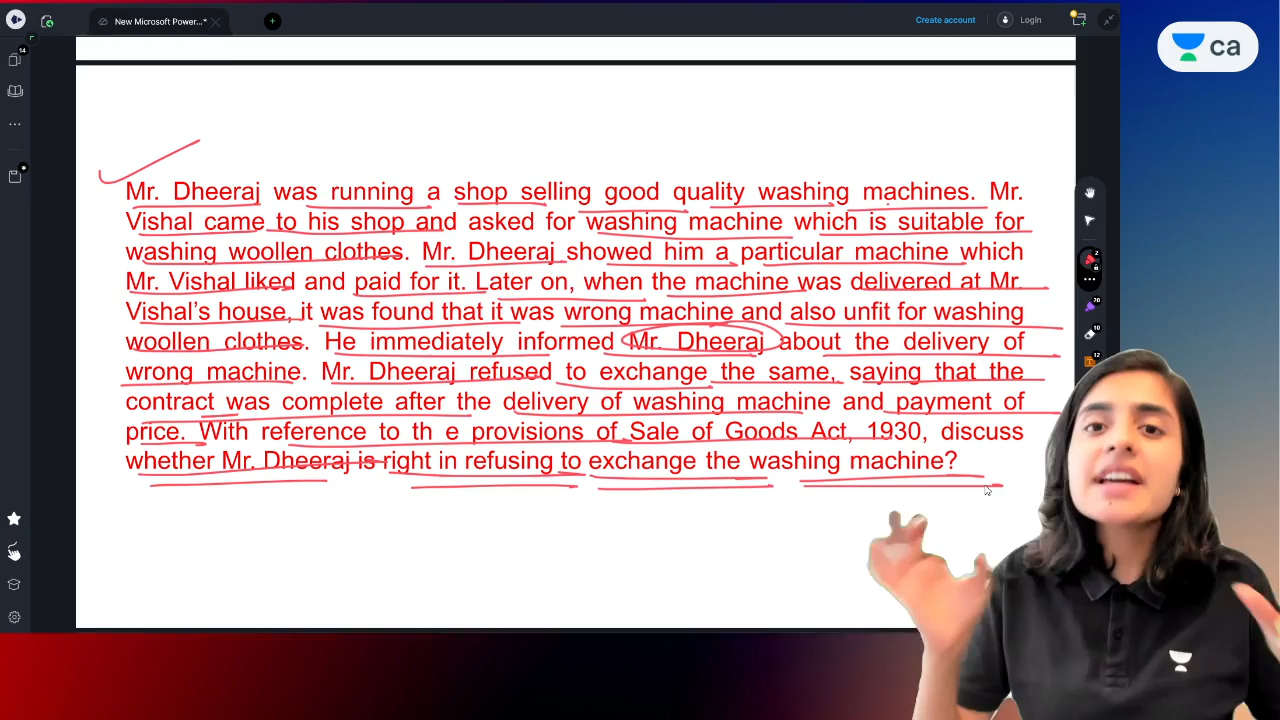 14
New Microsoft Power...*
Create account
Login
ca
Mr. Dheeraj was running a shop selling good quality washing machines. Mr.
Vishal came to his shop and asked for washing machine which is suitable for
washing woollen clothes. Mr. Dheeraj showed him a particular machine which
Mr. Vishal liked and paid for it. Later on, when the machine was delivered at Mr.
Vishal's house, it was found that it was wrong machine and also unfit for washing
woollen clothes. He immediately informed Mr. Dheeraj about the delivery of
wrong machine. Mr. Dheeraj refused to exchange the same, saying that the
contract was complete after the delivery of washing machine and payment of
price. With reference to th e provisions of Sale of Goods Act, 1930, discuss
whether Mr. Dheeraj is right in refusing to exchange the washing machine?
2
20
10
12